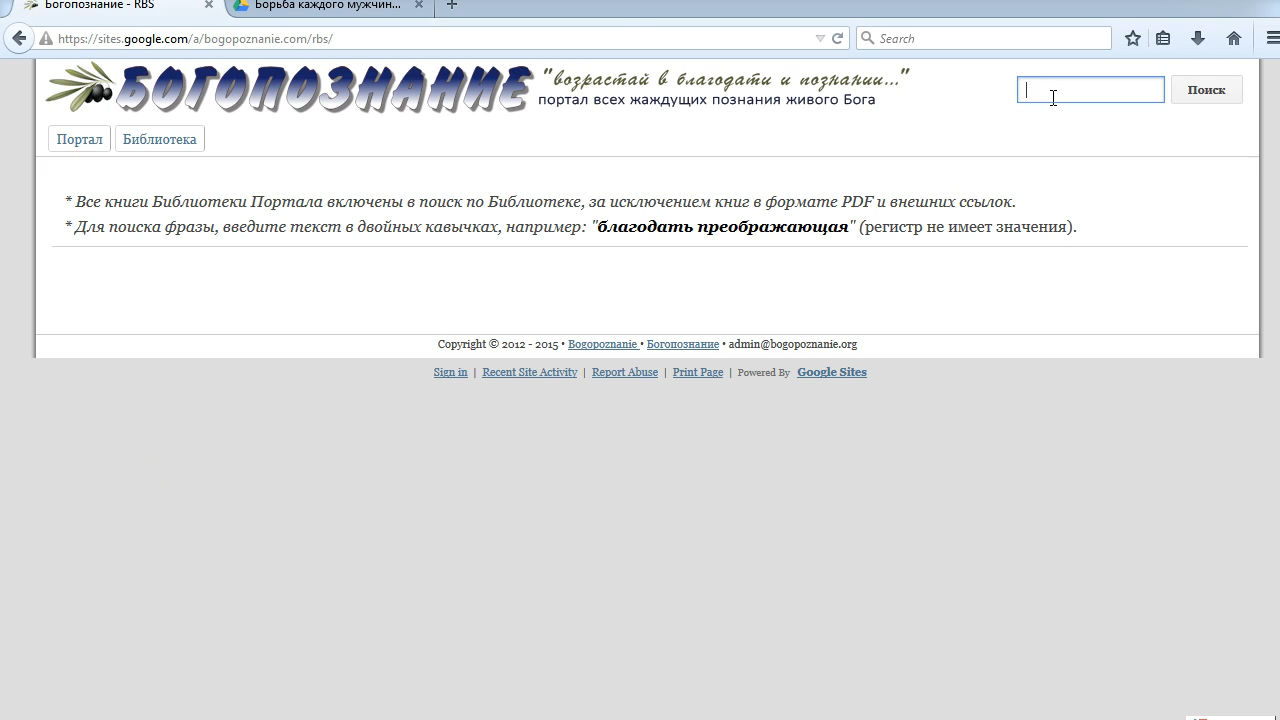 Богопознание - RBS
Борьба каждого мужчин...
https://sites.google.com/a/bogopoznanie.com/rbs/
Search
БОГОПОЗНАНИЕ
"возрастай в благодати и познании..."
портал всех жаждущих познания живого Бога
Поиск
Портал
Библиотека
* Все книги Библиотеки Портала включены в поиск по Библиотеке, за исключением книг в формате PDF и внешних ссылок.
* Для поиска фразы, введите текст в двойных кавычках, например: "благодать преображающая" (регистр не имеет значения).
Copyright © 2012 - 2015 • Bogopoznanie • Богопознание • admin@bogopoznanie.org
Sign in | Recent Site Activity | Report Abuse | Print Page | Powered By Google Sites